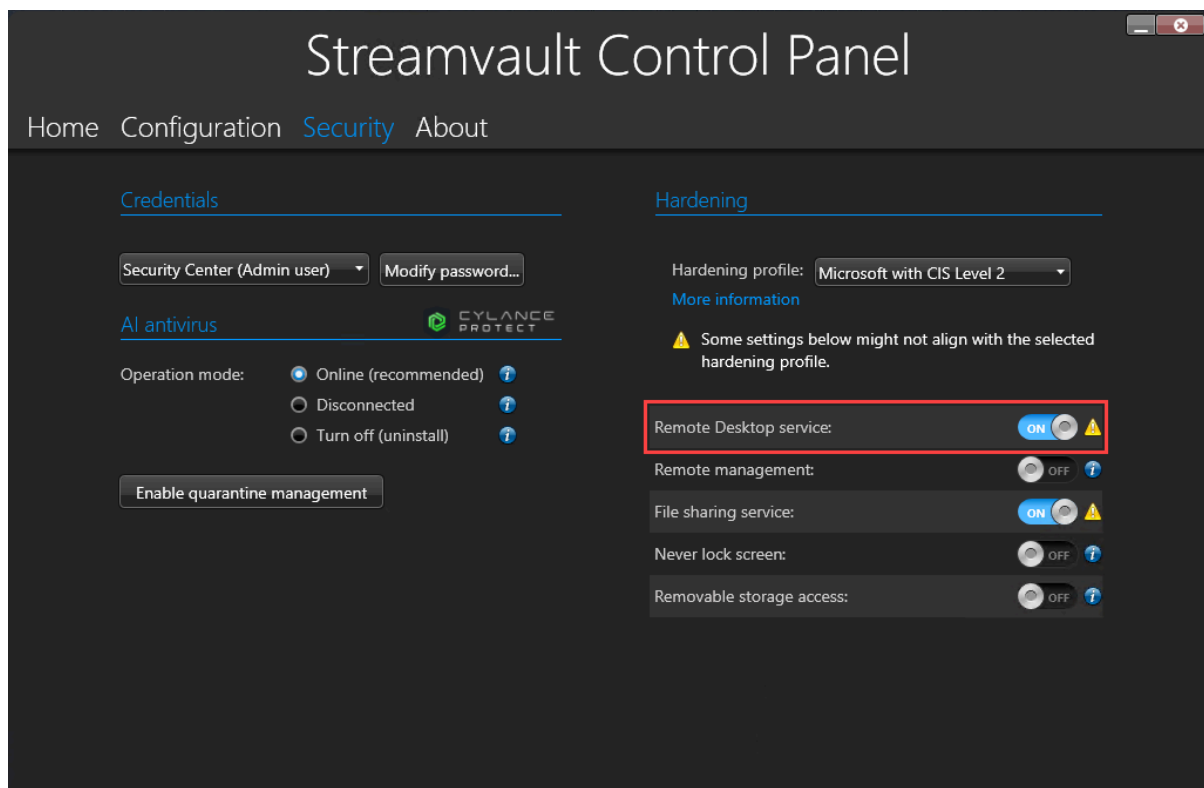 Streamvault Control Panel
Home Configuration Security About
Credentials
Security Center (Admin user)
Modify password...
AI antivirus
CYLANCE
PROTECT
Operation mode:
Online (recommended)
Disconnected
Turn off (uninstall)
Enable quarantine management
Hardening
Hardening profile:
Microsoft with CIS Level 2
More information
Some settings below might not align with the selected
hardening profile.
Remote Desktop service: ON
Remote management: OFF
File sharing service: ON
Never lock screen: OFF
Removable storage access: OFF